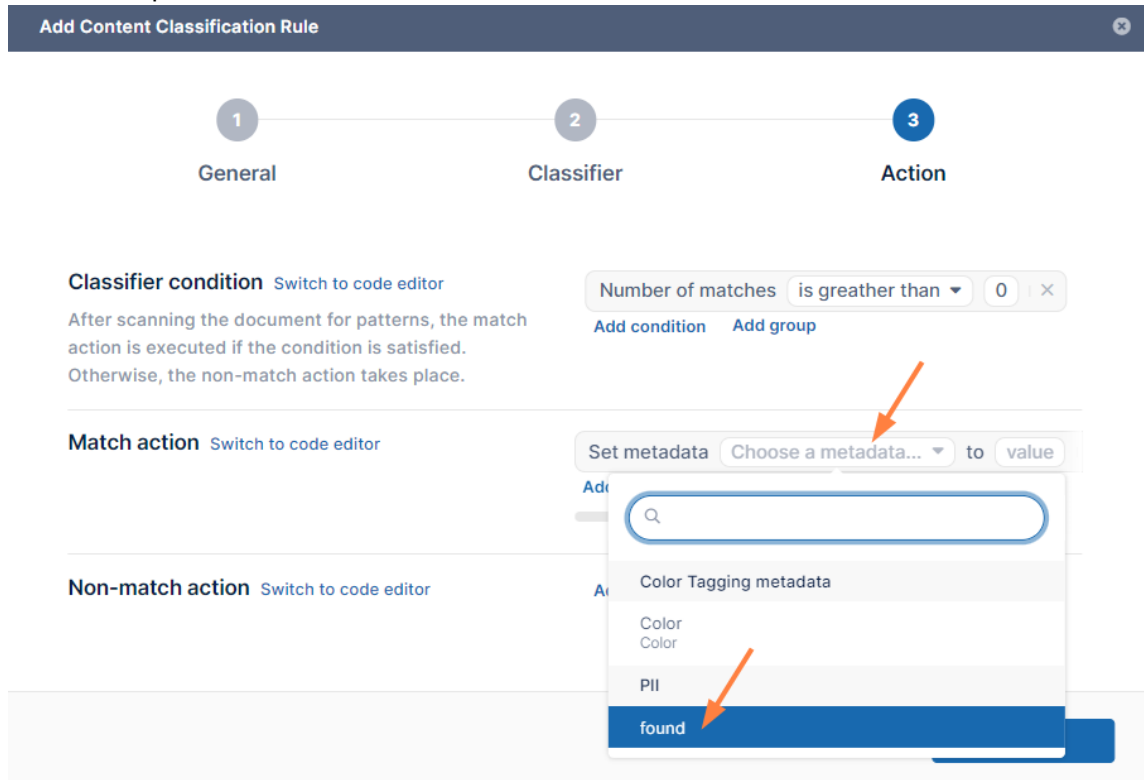 Add Content Classification Rule
1
2
3
General
Classifier
Action
Classifier condition Switch to code editor
After scanning the document for patterns, the match
action is executed if the condition is satisfied.
Otherwise, the non-match action takes place.
Number of matches is greather than 0
Add condition Add group
Match action Switch to code editor
Set metadata Choose a metadata... to value
Color Tagging metadata
Color
Color
PII
found
Non-match action Switch to code editor